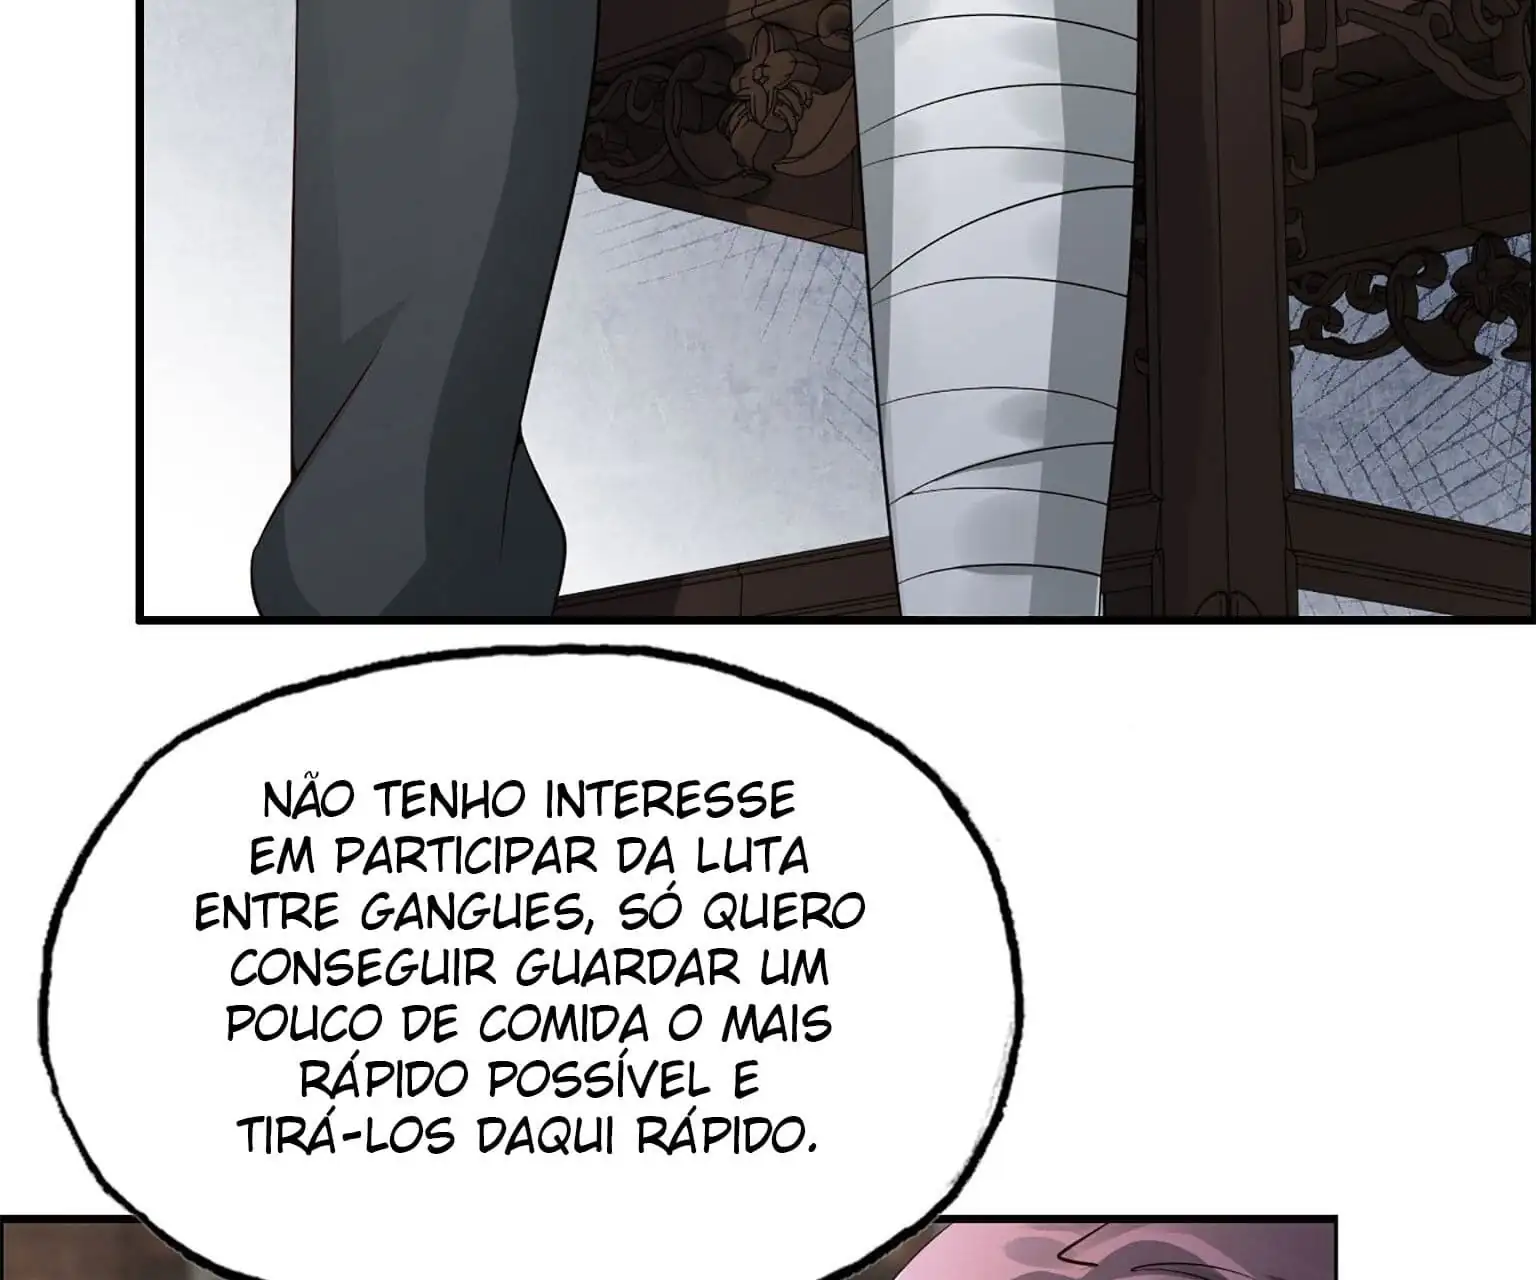 NÃO TENHO INTERESSE
EM PARTICIPAR DA LUTA
ENTRE GANGUES, SÓ QUERO
CONSEGUIR GUARDAR UM
POUCO DE COMIDA O MAIS
RÁPIDO POSSÍVEL E
TIRÁ-LOS DAQUI RÁPIDO.